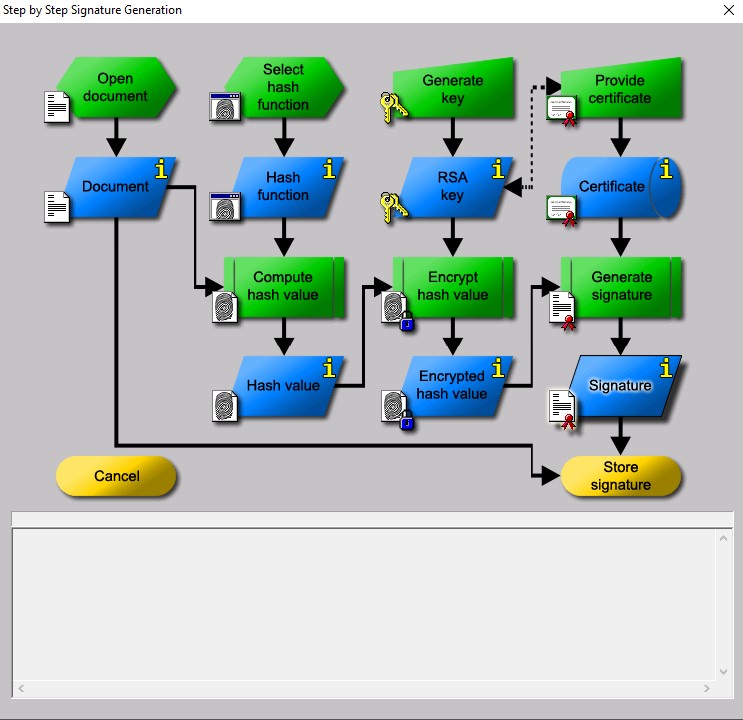 Step by Step Signature Generation
Open
document
Select
hash
function
Generate
key
Provide
certificate
Document
i
Hash
function
i
RSA
key
i
Certificate
i
Compute
hash value
Encrypt
hash value
Generate
signature
Hash value
i
Encrypted
hash value
i
Signature
i
Cancel
Store
signature